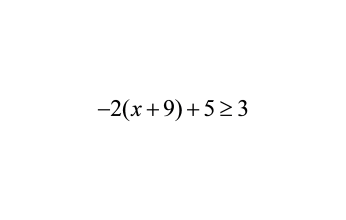 −2(x + 9) + 5 ≥ 3